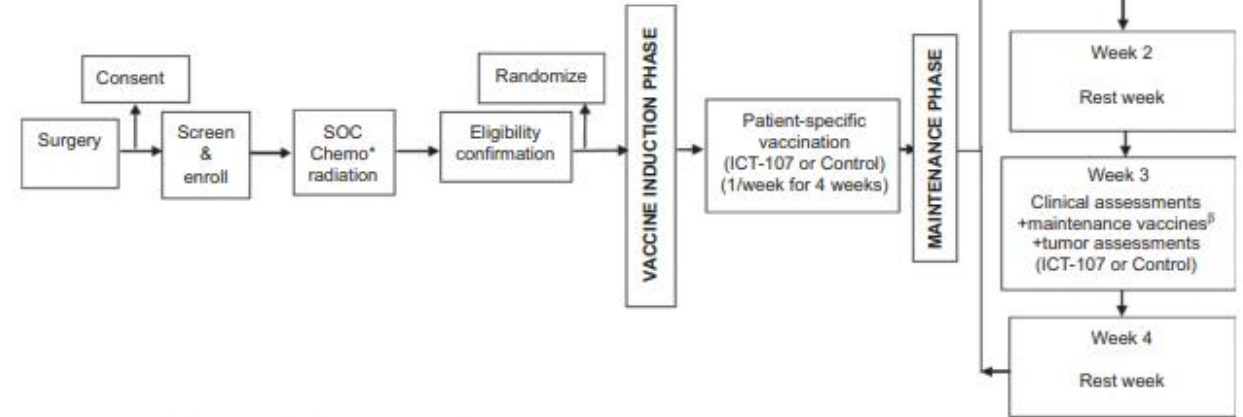 Consent
Surgery
Screen
&
enroll
SOC
Chemo*
radiation
Eligibility
confirmation
Randomize
VACCINE INDUCTION PHASE
Patient-specific
vaccination
(ICT-107 or Control)
(1/week for 4 weeks)
MAINTENANCE PHASE
Week 2
Rest week
Week 3
Clinical assessments
+maintenance vaccinesᵝ
+tumor assessments
(ICT-107 or Control)
Week 4
Rest week